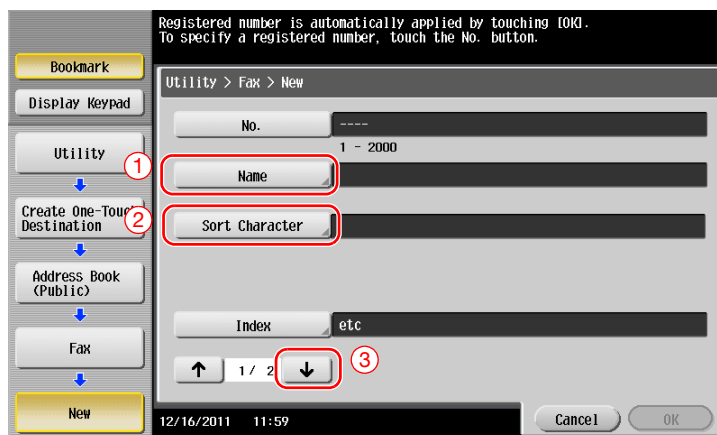 Registered number is automatically applied by touching [OK].
To specify a registered number, touch the No. button.
Bookmark
Display Keypad
Utility
Create One-Touch
Destination
Address Book
(Public)
Fax
New
Utility > Fax > New
No.
----
1 - 2000
1
Name
2
Sort Character
Index
etc
↑ 1/ 2 ↓
3
12/16/2011 11:59
Cancel
OK